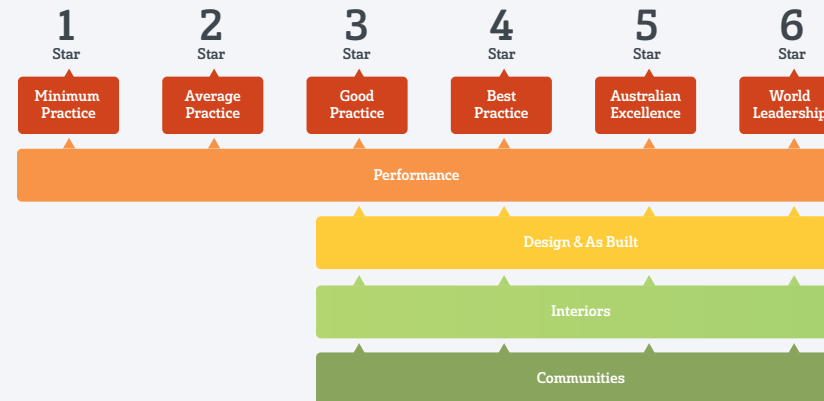 1 2 3 4 5 6
Star Star Star Star Star Star
Minimum Average Good Best Australian World
Practice Practice Practice Practice Excellence Leadership
Performance
Design & As Built
Interiors
Communities